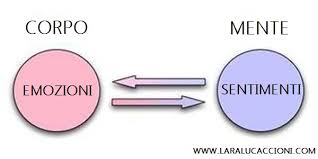 CORPO
MENTE
EMOZIONI
SENTIMENTI
WWW.LARALUCACCIONI.COM